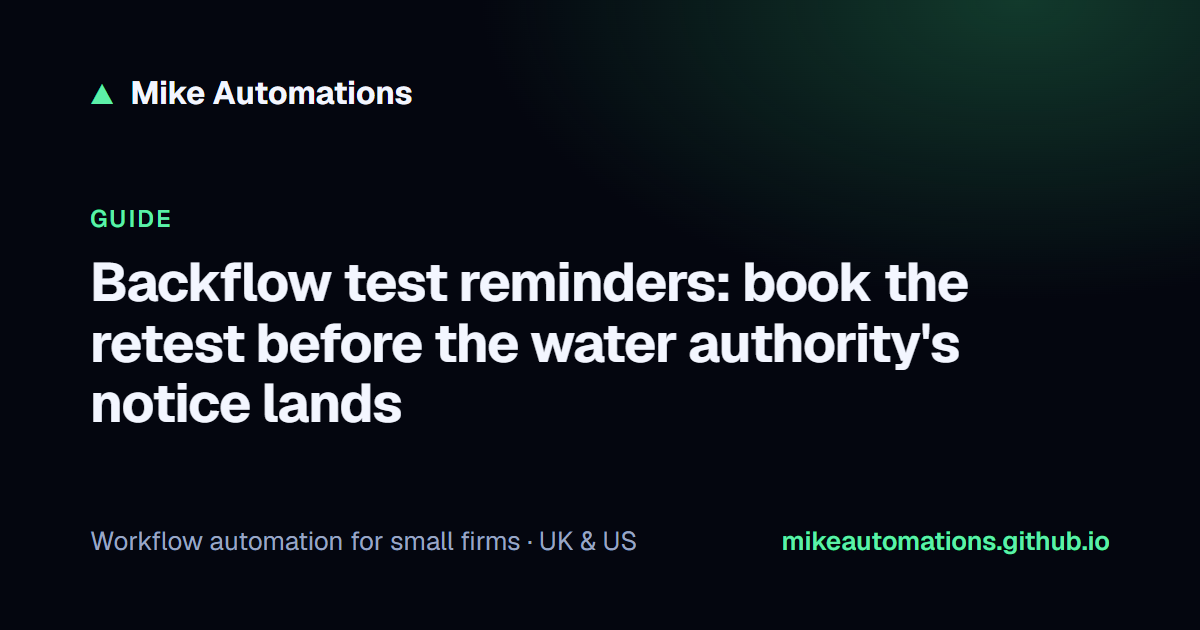 Mike Automations
GUIDE
Backflow test reminders: book the
retest before the water authority's
notice lands
Workflow automation for small firms · UK & US
mikeautomations.github.io